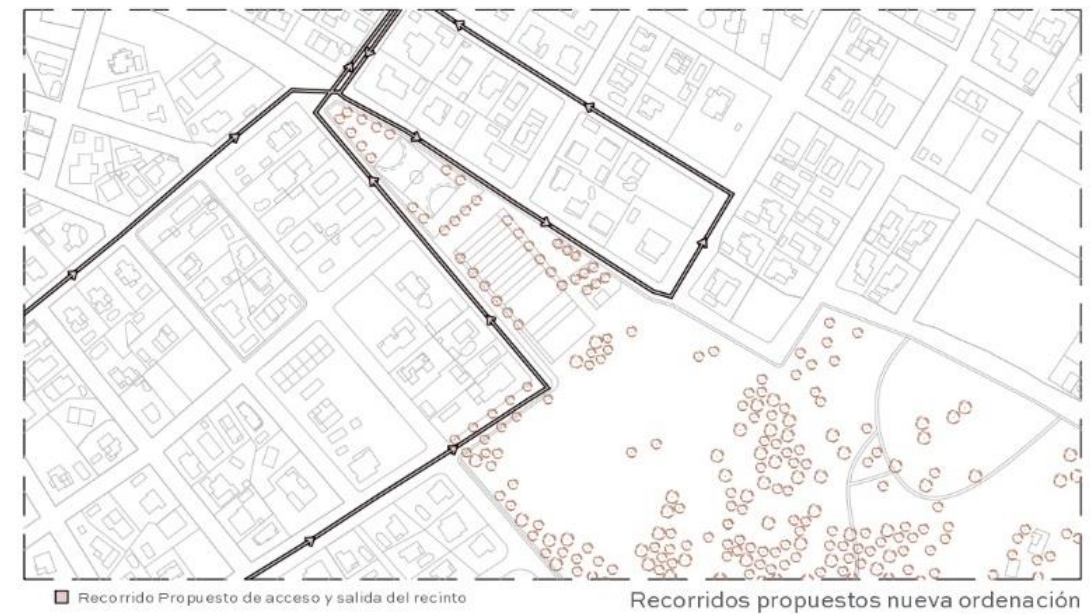 Recorrido Propuesto de acceso y salida del recinto
Recorridos propuestos nueva ordenación